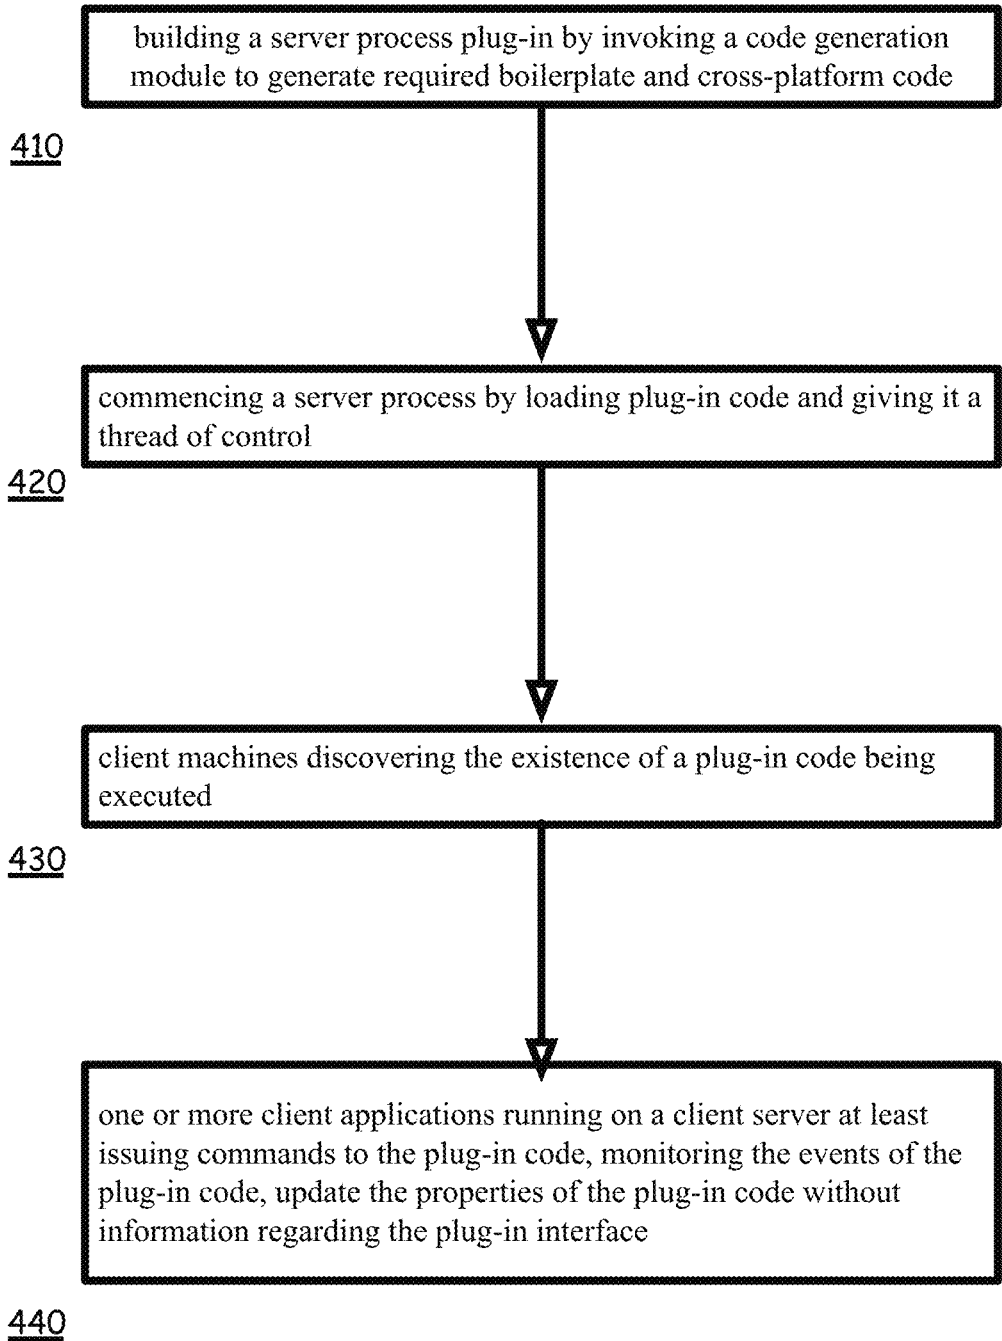 building a server process plug-in by invoking a code generation
module to generate required boilerplate and cross-platform code
410
commencing a server process by loading plug-in code and giving it a
thread of control
420
client machines discovering the existence of a plug-in code being
executed
430
one or more client applications running on a client server at least
issuing commands to the plug-in code, monitoring the events of the
plug-in code, update the properties of the plug-in code without
information regarding the plug-in interface
440